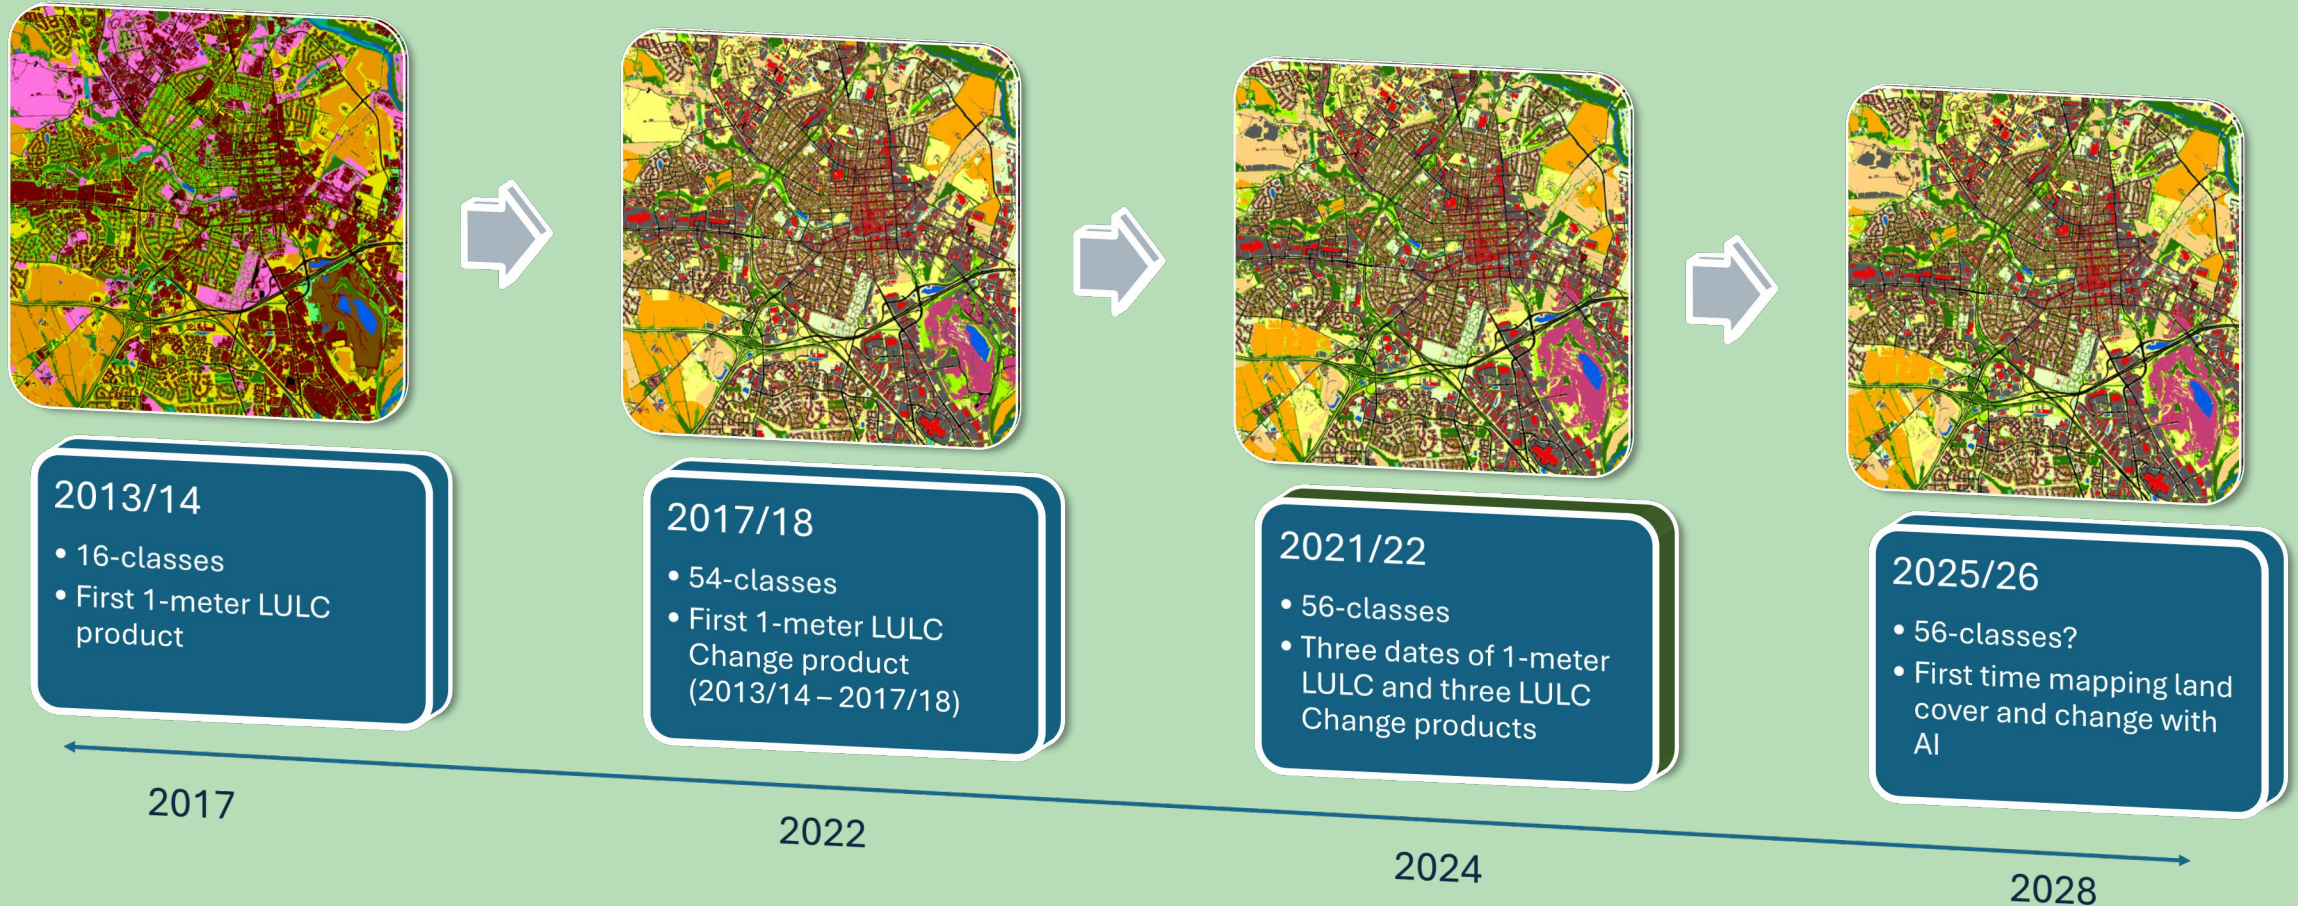 2013/14
• 16-classes
• First 1-meter LULC
product
2017/18
• 54-classes
• First 1-meter LULC
Change product
(2013/14 – 2017/18)
2021/22
• 56-classes
• Three dates of 1-meter
LULC and three LULC
Change products
2025/26
• 56-classes?
• First time mapping land
cover and change with
AI
2017
2022
2024
2028